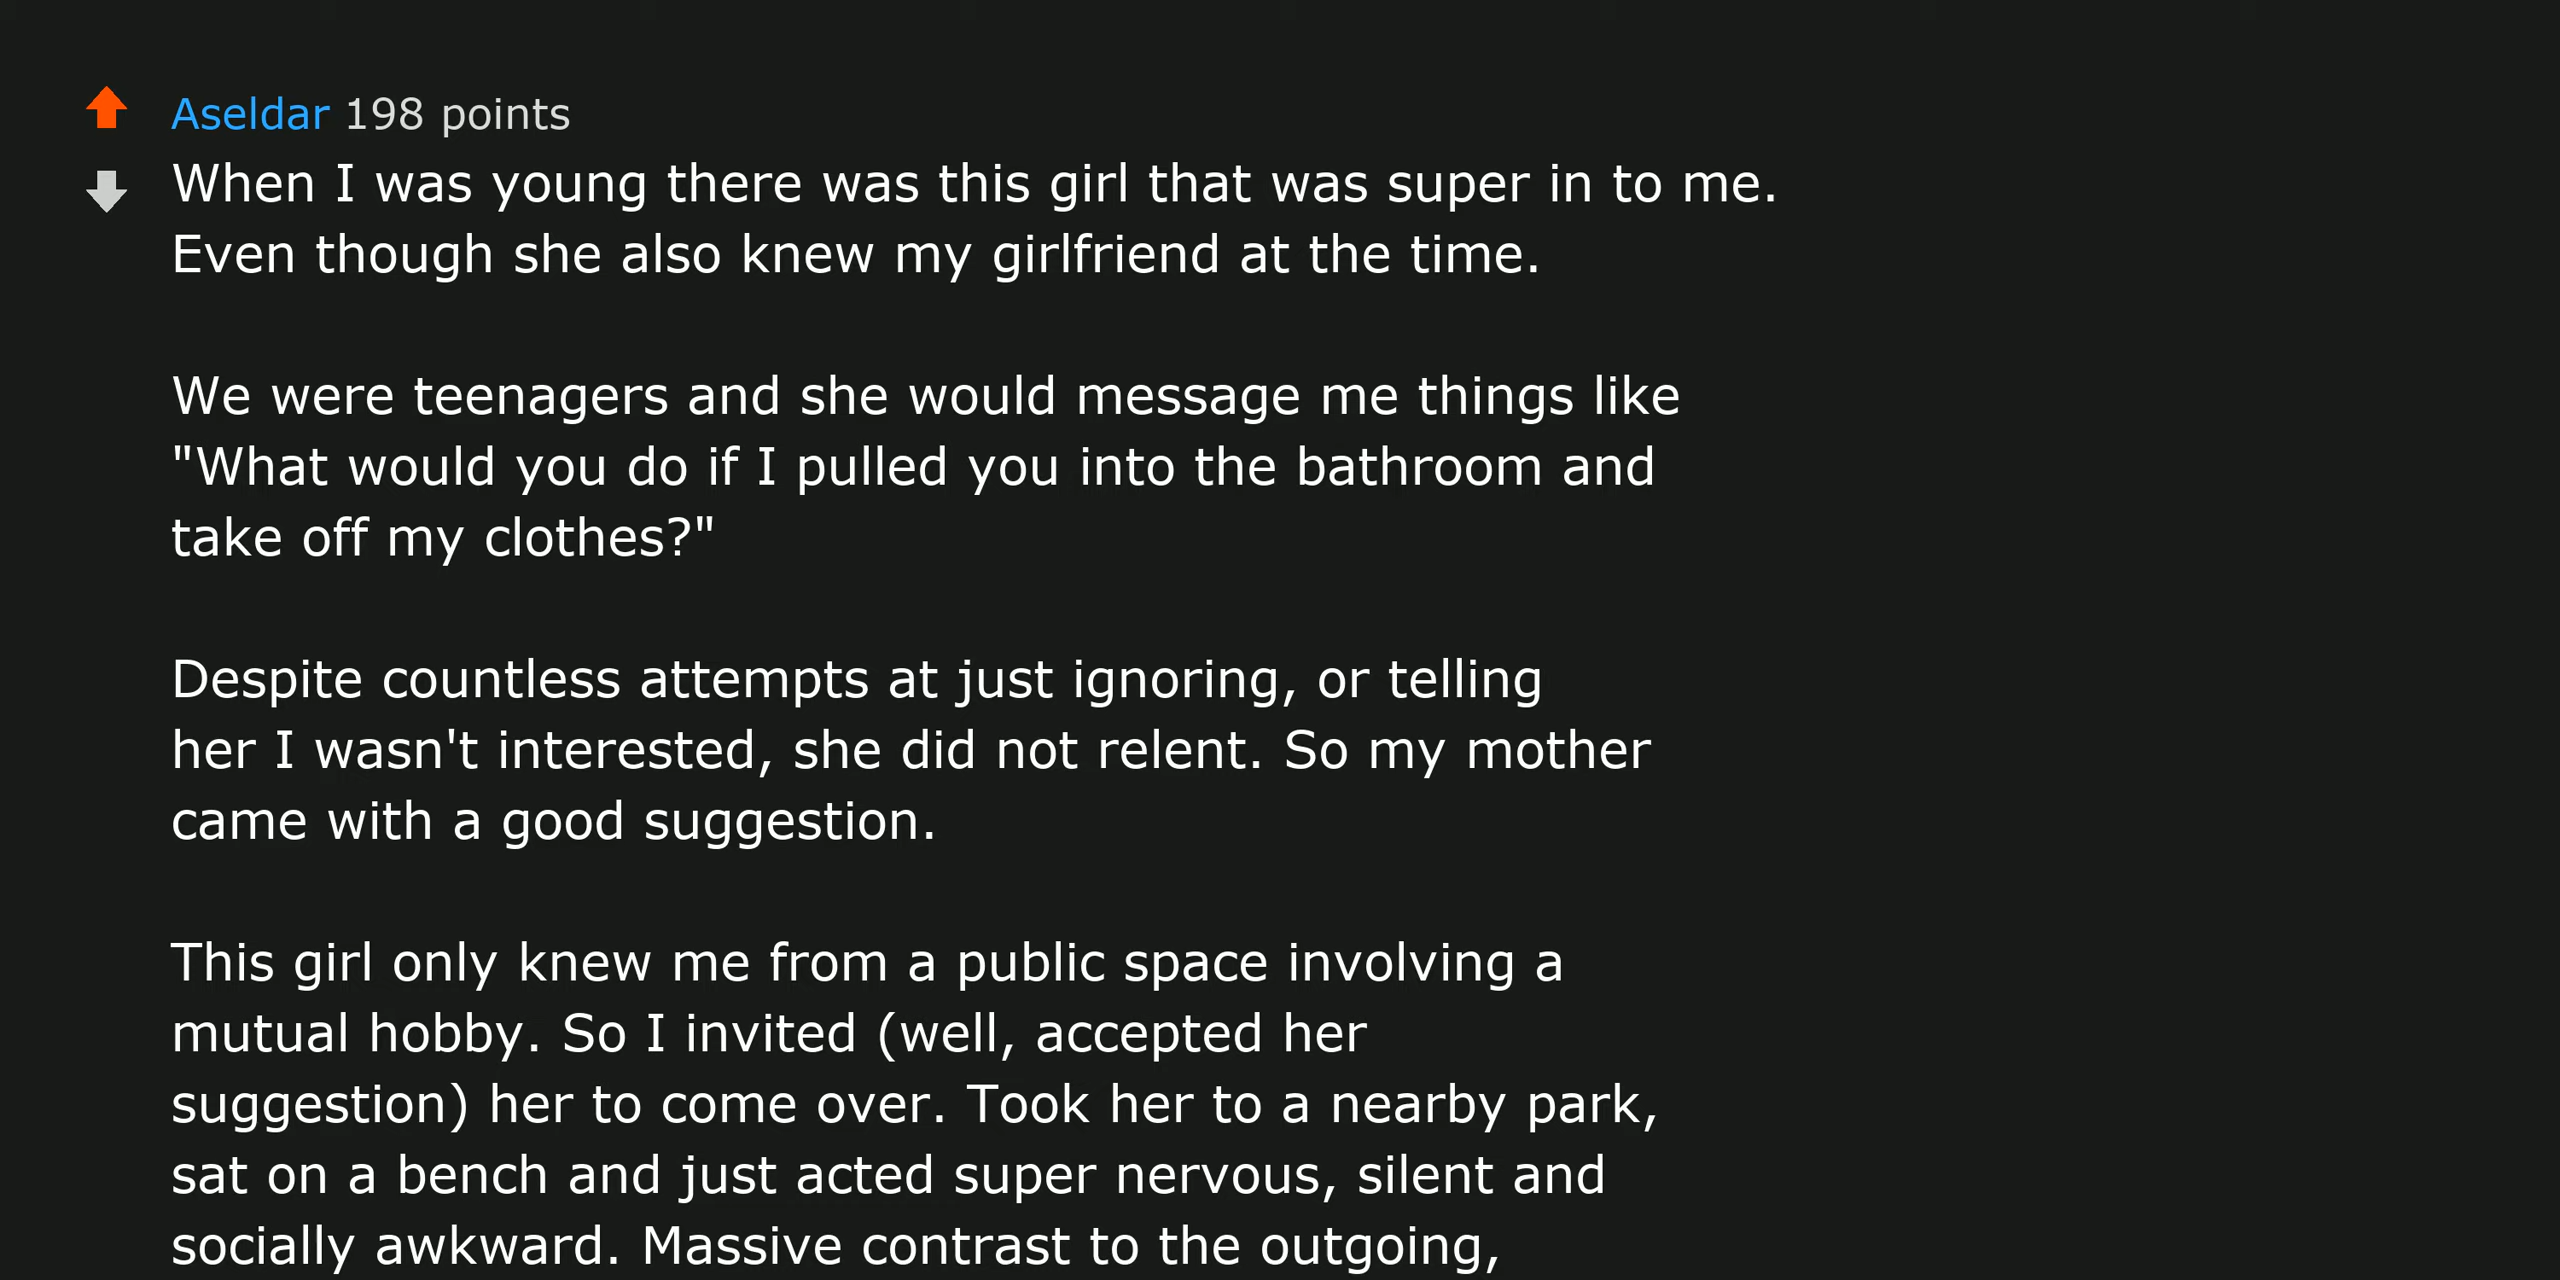 Aseldar 198 points
When I was young there was this girl that was super in to me.
Even though she also knew my girlfriend at the time.
We were teenagers and she would message me things like
"What would you do if I pulled you into the bathroom and
take off my clothes?"
Despite countless attempts at just ignoring, or telling
her I wasn't interested, she did not relent. So my mother
came with a good suggestion.
This girl only knew me from a public space involving a
mutual hobby. So I invited (well, accepted her
suggestion) her to come over. Took her to a nearby park,
sat on a bench and just acted super nervous, silent and
socially awkward. Massive contrast to the outgoing,